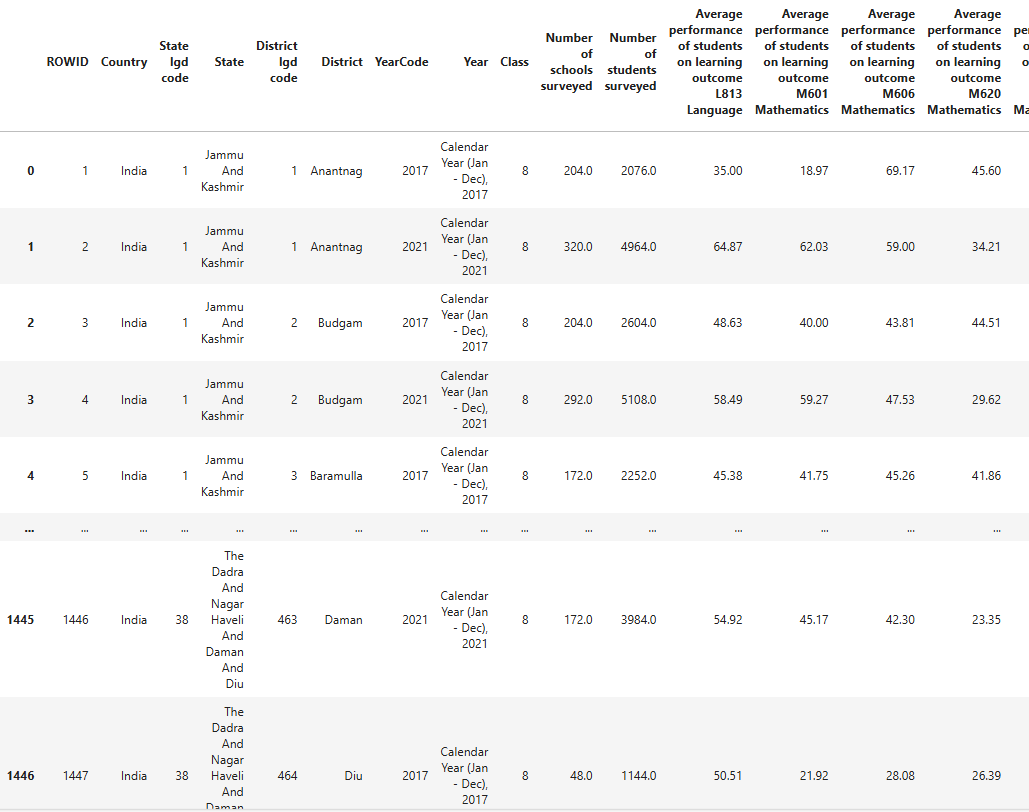 ROWID Country State lgd code State District lgd code District YearCode Year Class Number of schools surveyed Number of students surveyed Average performance of students on learning outcome L813 Language Average performance of students on learning outcome M601 Mathematics Average performance of students on learning outcome M606 Mathematics Average performance of students on learning outcome M620 Mathematics
0 1 India 1 Jammu And Kashmir 1 Anantnag 2017 Calendar Year (Jan - Dec), 2017 8 204.0 2076.0 35.00 18.97 69.17 45.60
1 2 India 1 Jammu And Kashmir 1 Anantnag 2021 Calendar Year (Jan - Dec), 2021 8 320.0 4964.0 64.87 62.03 59.00 34.21
2 3 India 1 Jammu And Kashmir 2 Budgam 2017 Calendar Year (Jan - Dec), 2017 8 204.0 2604.0 48.63 40.00 43.81 44.51
3 4 India 1 Jammu And Kashmir 2 Budgam 2021 Calendar Year (Jan - Dec), 2021 8 292.0 5108.0 58.49 59.27 47.53 29.62
4 5 India 1 Jammu And Kashmir 3 Baramulla 2017 Calendar Year (Jan - Dec), 2017 8 172.0 2252.0 45.38 41.75 45.26 41.86
... ... ... ... ... ... ... ... ... ... ... ... ... ... ... ...
1445 1446 India 38 The Dadra And Nagar Haveli And Daman And Diu 463 Daman 2021 Calendar Year (Jan - Dec), 2021 8 172.0 3984.0 54.92 45.17 42.30 23.35
1446 1447 India 38 The Dadra And Nagar Haveli And Daman 464 Diu 2017 Calendar Year (Jan - Dec), 2017 8 48.0 1144.0 50.51 21.92 28.08 26.39